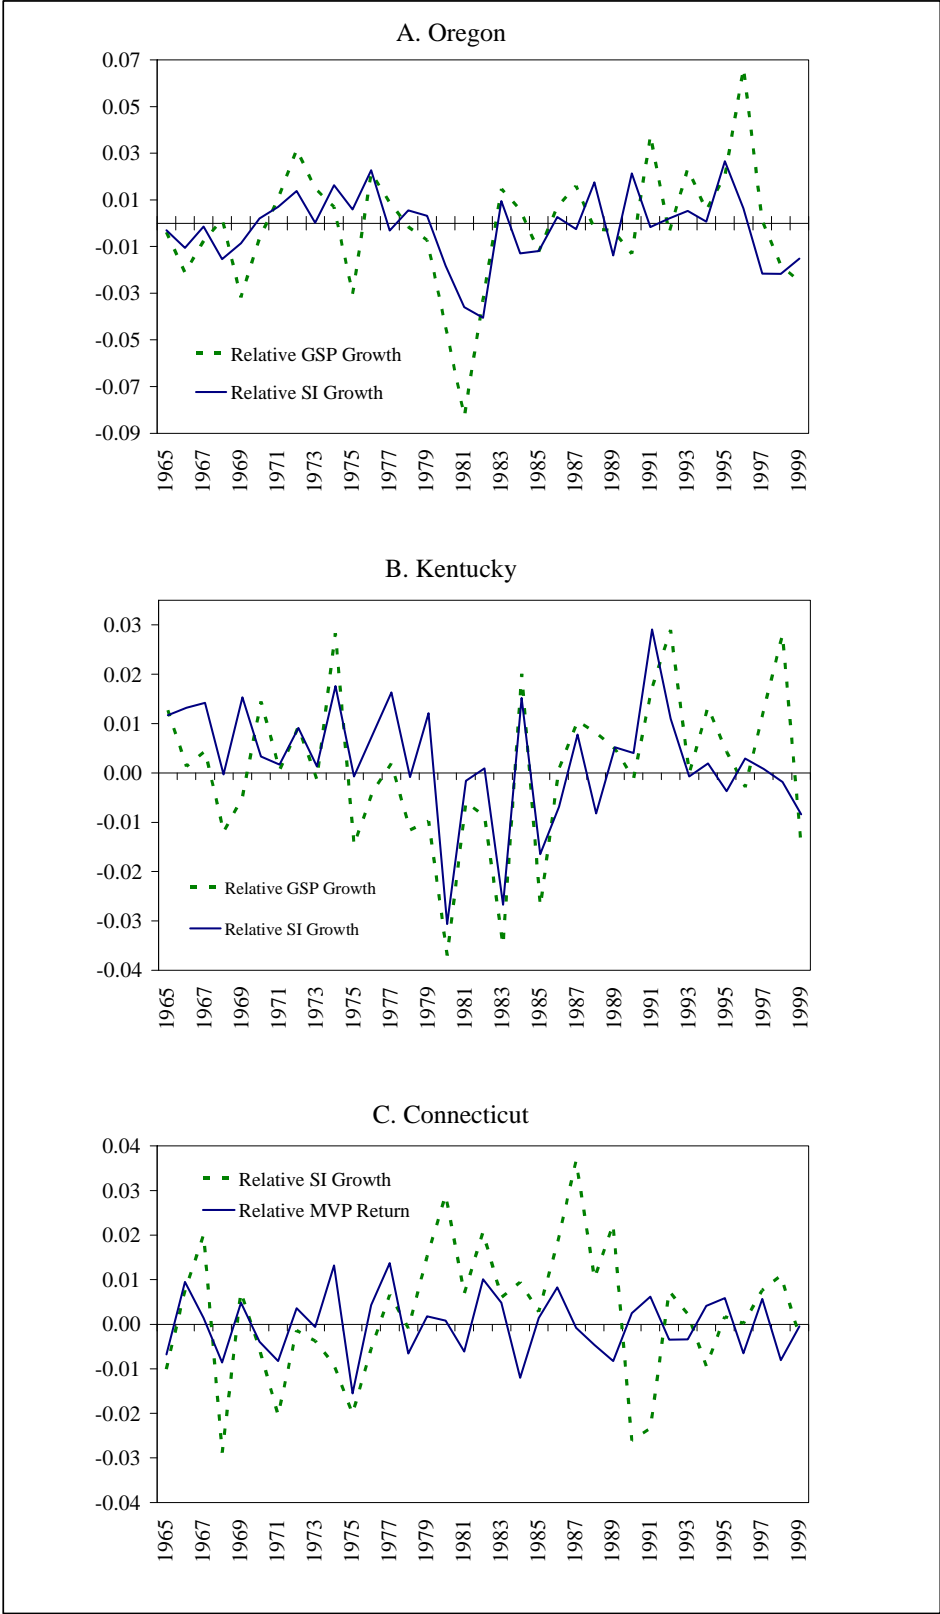 A. Oregon
0.07
0.05
0.03
0.01
-0.01
-0.03
-0.05
-0.07
-0.09
Relative GSP Growth
Relative SI Growth
1965 1967 1969 1971 1973 1975 1977 1979 1981 1983 1985 1987 1989 1991 1993 1995 1997 1999
B. Kentucky
0.03
0.02
0.01
0.00
-0.01
-0.02
-0.03
-0.04
Relative GSP Growth
Relative SI Growth
1965 1967 1969 1971 1973 1975 1977 1979 1981 1983 1985 1987 1989 1991 1993 1995 1997 1999
C. Connecticut
0.04
0.03
0.02
0.01
0.00
-0.01
-0.02
-0.03
-0.04
Relative SI Growth
Relative MVP Return
1965 1967 1969 1971 1973 1975 1977 1979 1981 1983 1985 1987 1989 1991 1993 1995 1997 1999